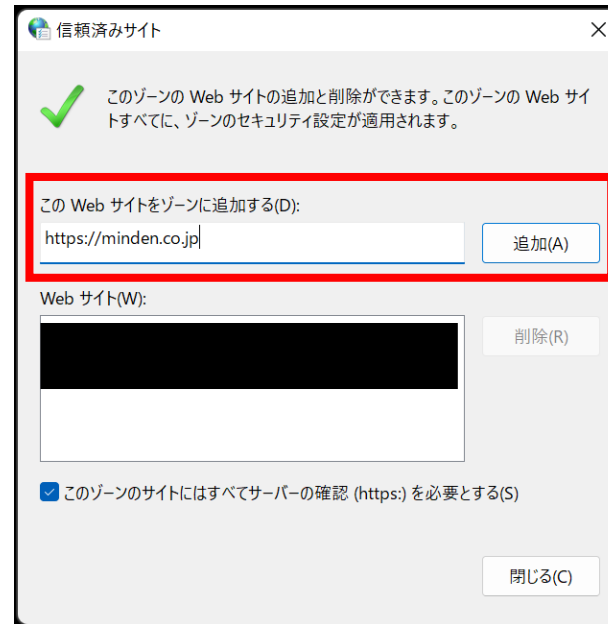 信頼済みサイト
このゾーンの Web サイトの追加と削除ができます。このゾーンの Web サイ
トすべてに、ゾーンのセキュリティ設定が適用されます。
この Web サイトをゾーンに追加する(D):
https://minden.co.jp
追加(A)
Web サイト(W):
削除(R)
このゾーンのサイトにはすべてサーバーの確認 (https:) を必要とする(S)
閉じる(C)